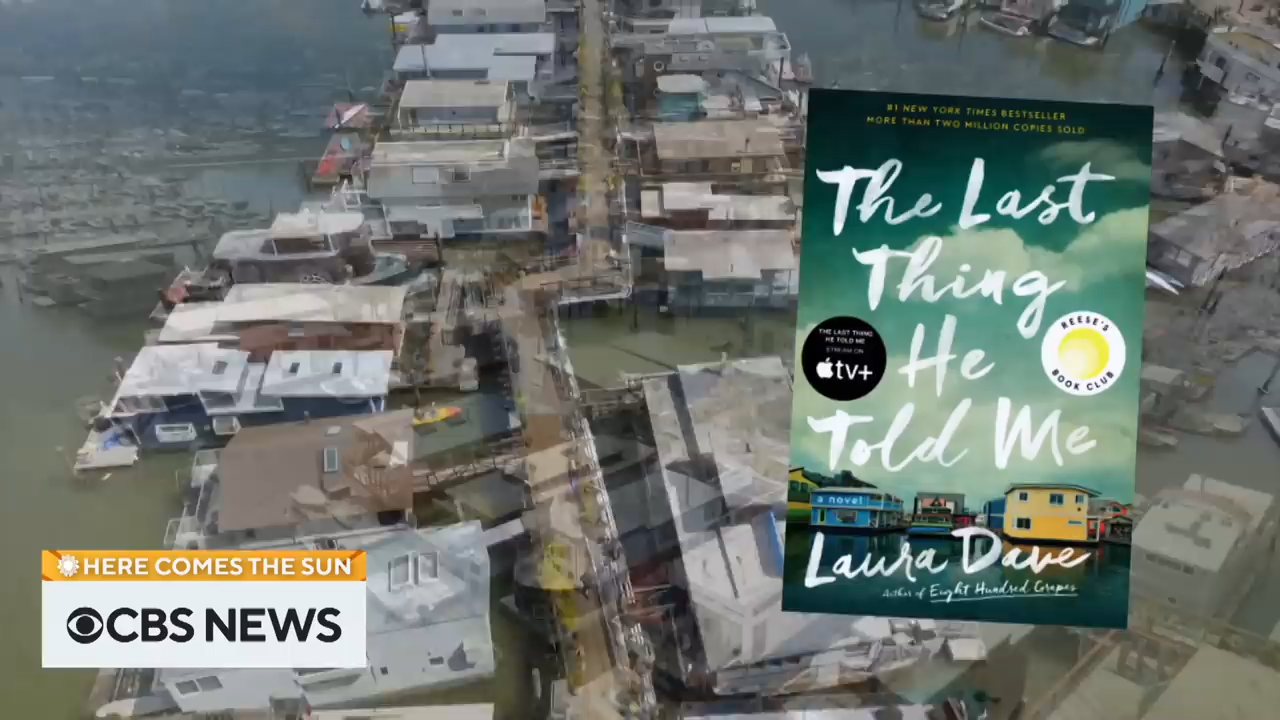 #1 NEW YORK TIMES BESTSELLER
MORE THAN TWO MILLION COPIES SOLD
The Last
Thing
He
Told Me
THE LAST THING
HE TOLD ME
STREAM ON
tv+
REESE'S
BOOK CLUB
a novel
Laura Dave
Author of Eight Hundred Grapes
HERE COMES THE SUN
CBS NEWS